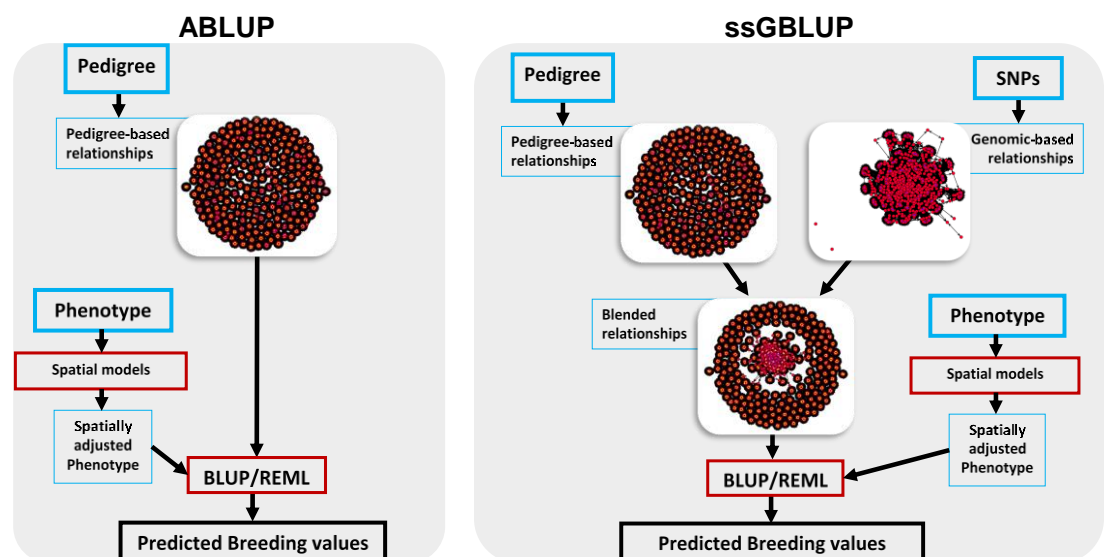 ABLUP
Pedigree
Pedigree-based
relationships
Phenotype
Spatial models
Spatially
adjusted
Phenotype
BLUP/REML
Predicted Breeding values
ssGBLUP
Pedigree
SNPs
Pedigree-based
relationships
Genomic-based
relationships
Blended
relationships
Phenotype
Spatial models
Spatially
adjusted
Phenotype
BLUP/REML
Predicted Breeding values